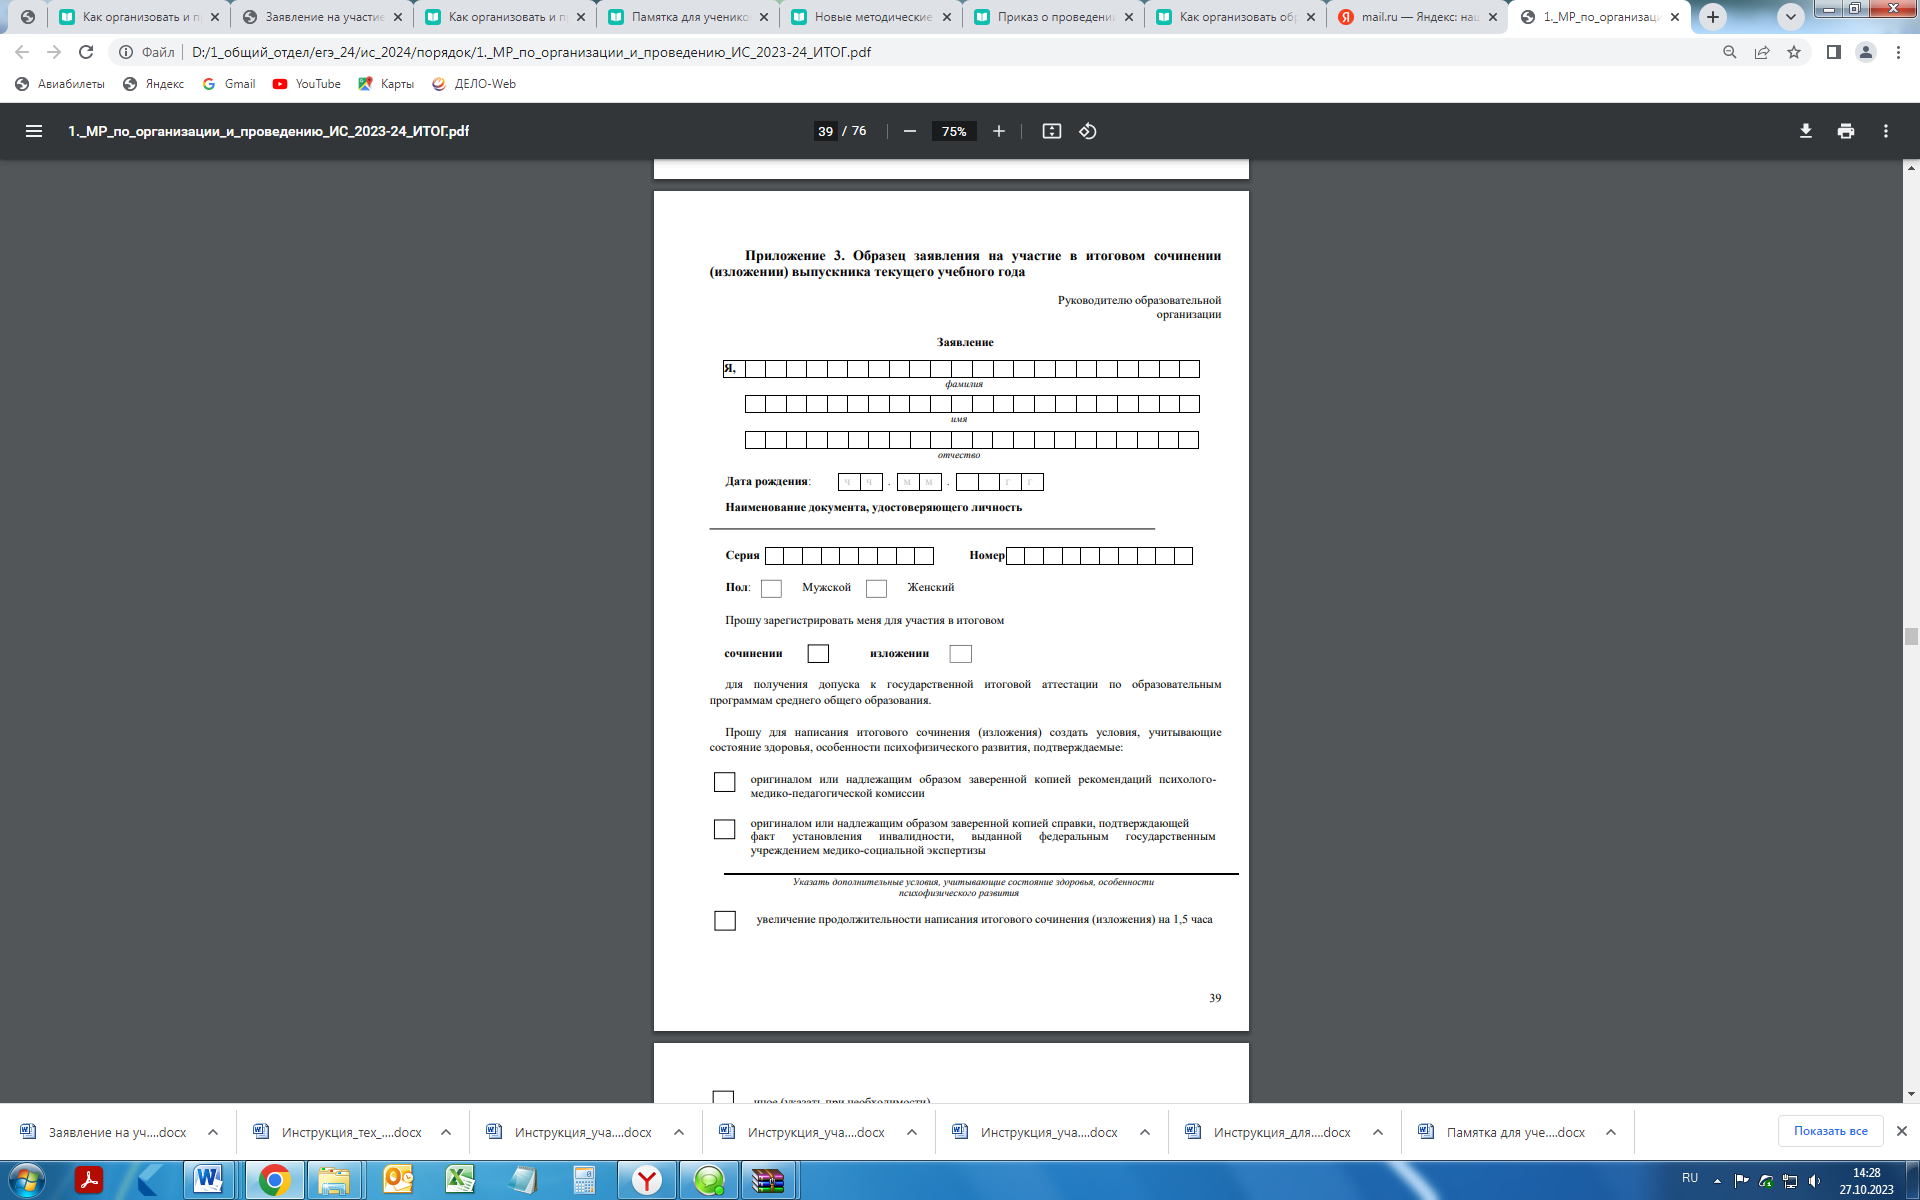 Как организовать и п
Заявление на участие
Как организовать и п
Памятка для ученико
Новые методические
Приказ о проведени
Как организовать об
mail.ru — Яндекс: на
1._МР_по_организац
Файл
D:/1_общий_отдел/егэ_24/ис_2024/порядок/1._МР_по_организации_и_проведению_ИС_2023-24_ИТОГ.pdf
Авиабилеты
Яндекс
Gmail
YouTube
Карты
ДЕЛО-Web
1._МР_по_организации_и_проведению_ИС_2023-24_ИТОГ.pdf
39 / 76
75%
Приложение 3. Образец заявления на участие в итоговом сочинении
(изложении) выпускника текущего учебного года
Руководителю образовательной
организации
Заявление
Я,
фамилия
имя
отчество
Дата рождения: ч ч . м м . г г
Наименование документа, удостоверяющего личность
Серия Номер
Пол: Мужской Женский
Прошу зарегистрировать меня для участия в итоговом
сочинении изложении
для получения допуска к государственной итоговой аттестации по образовательным
программам среднего общего образования.
Прошу для написания итогового сочинения (изложения) создать условия, учитывающие
состояние здоровья, особенности психофизического развития, подтверждаемые:
оригиналом или надлежащим образом заверенной копией рекомендаций психолого-
медико-педагогической комиссии
оригиналом или надлежащим образом заверенной копией справки, подтверждающей
факт установления инвалидности, выданной федеральным государственным
учреждением медико-социальной экспертизы
Указать дополнительные условия, учитывающие состояние здоровья, особенности
психофизического развития
увеличение продолжительности написания итогового сочинения (изложения) на 1,5 часа
39
иное (указать при необходимости)
Заявление на уч....docx
Инструкция_тех_....docx
Инструкция_уча....docx
Инструкция_уча....docx
Инструкция_уча....docx
Инструкция_для....docx
Памятка для уче....docx
Показать все
RU
14:28
27.10.2023